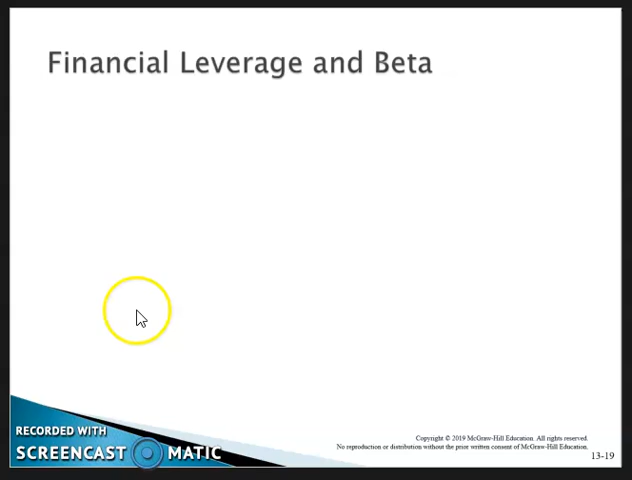 Financial Leverage and Beta
RECORDED WITH
SCREENCAST MATIC
Copyright © 2019 McGraw-Hill Education. All rights reserved.
No reproduction or distribution without the prior written consent of McGraw-Hill Education.
13-19